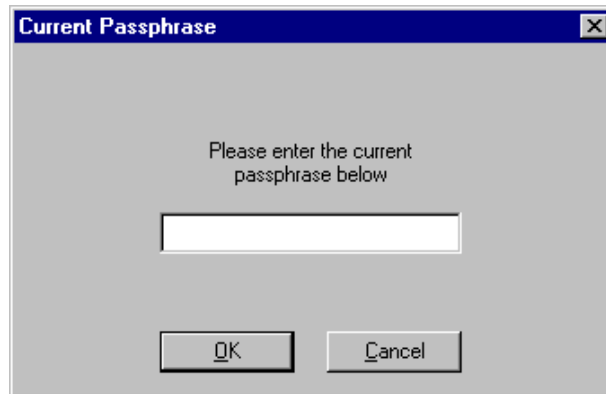 Current Passphrase
Please enter the current
passphrase below
OK
Cancel